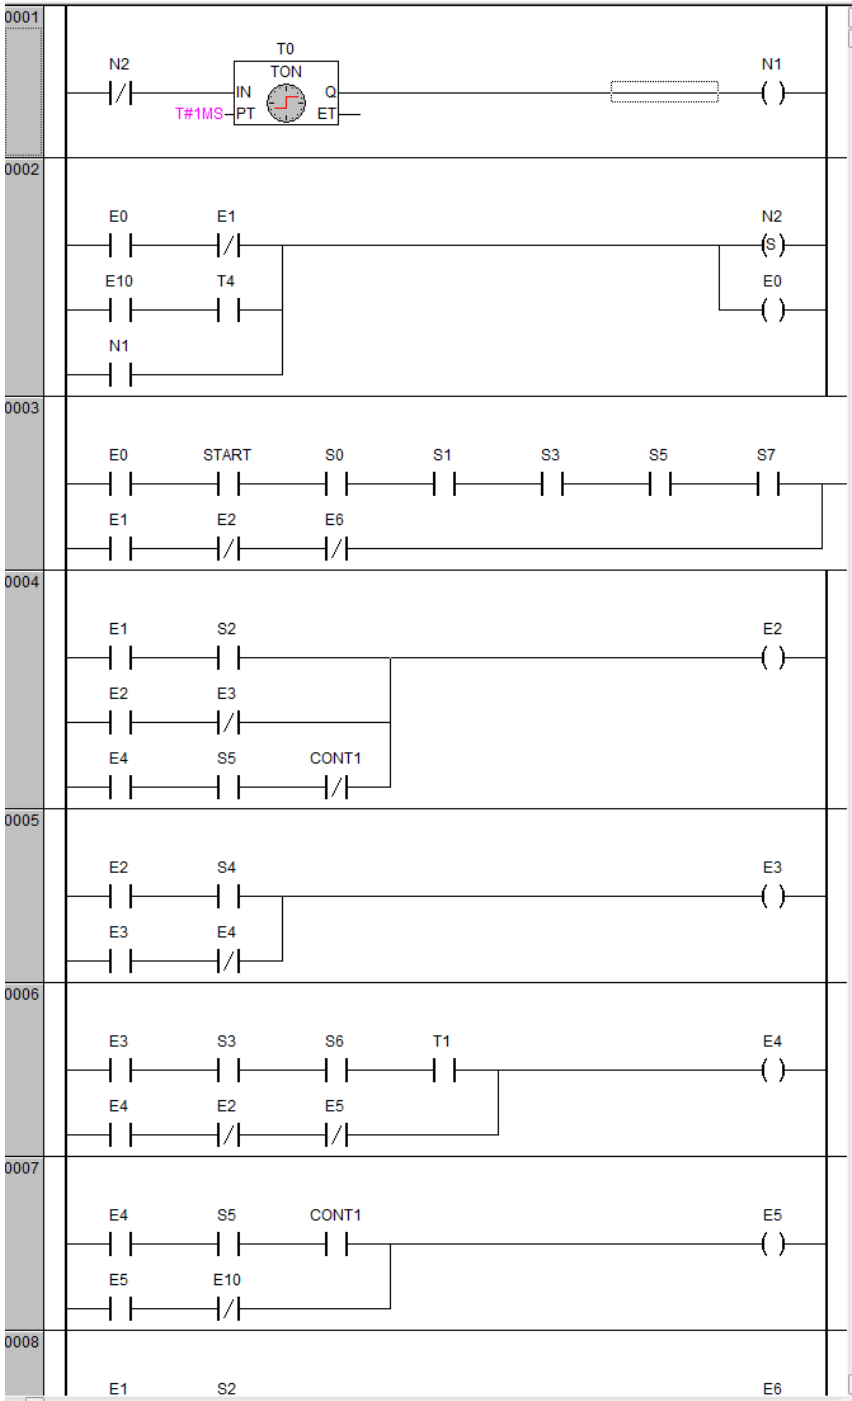 0001
T0
N2 TON N1
IN Q
T#1MS PT ET
0002
E0 E1 N2
S
E10 T4 E0
N1
0003
E0 START S0 S1 S3 S5 S7
E1 E2 E6
0004
E1 S2 E2
E2 E3
E4 S5 CONT1
0005
E2 S4 E3
E3 E4
0006
E3 S3 S6 T1 E4
E4 E2 E5
0007
E4 S5 CONT1 E5
E5 E10
0008
E1 S2 E6